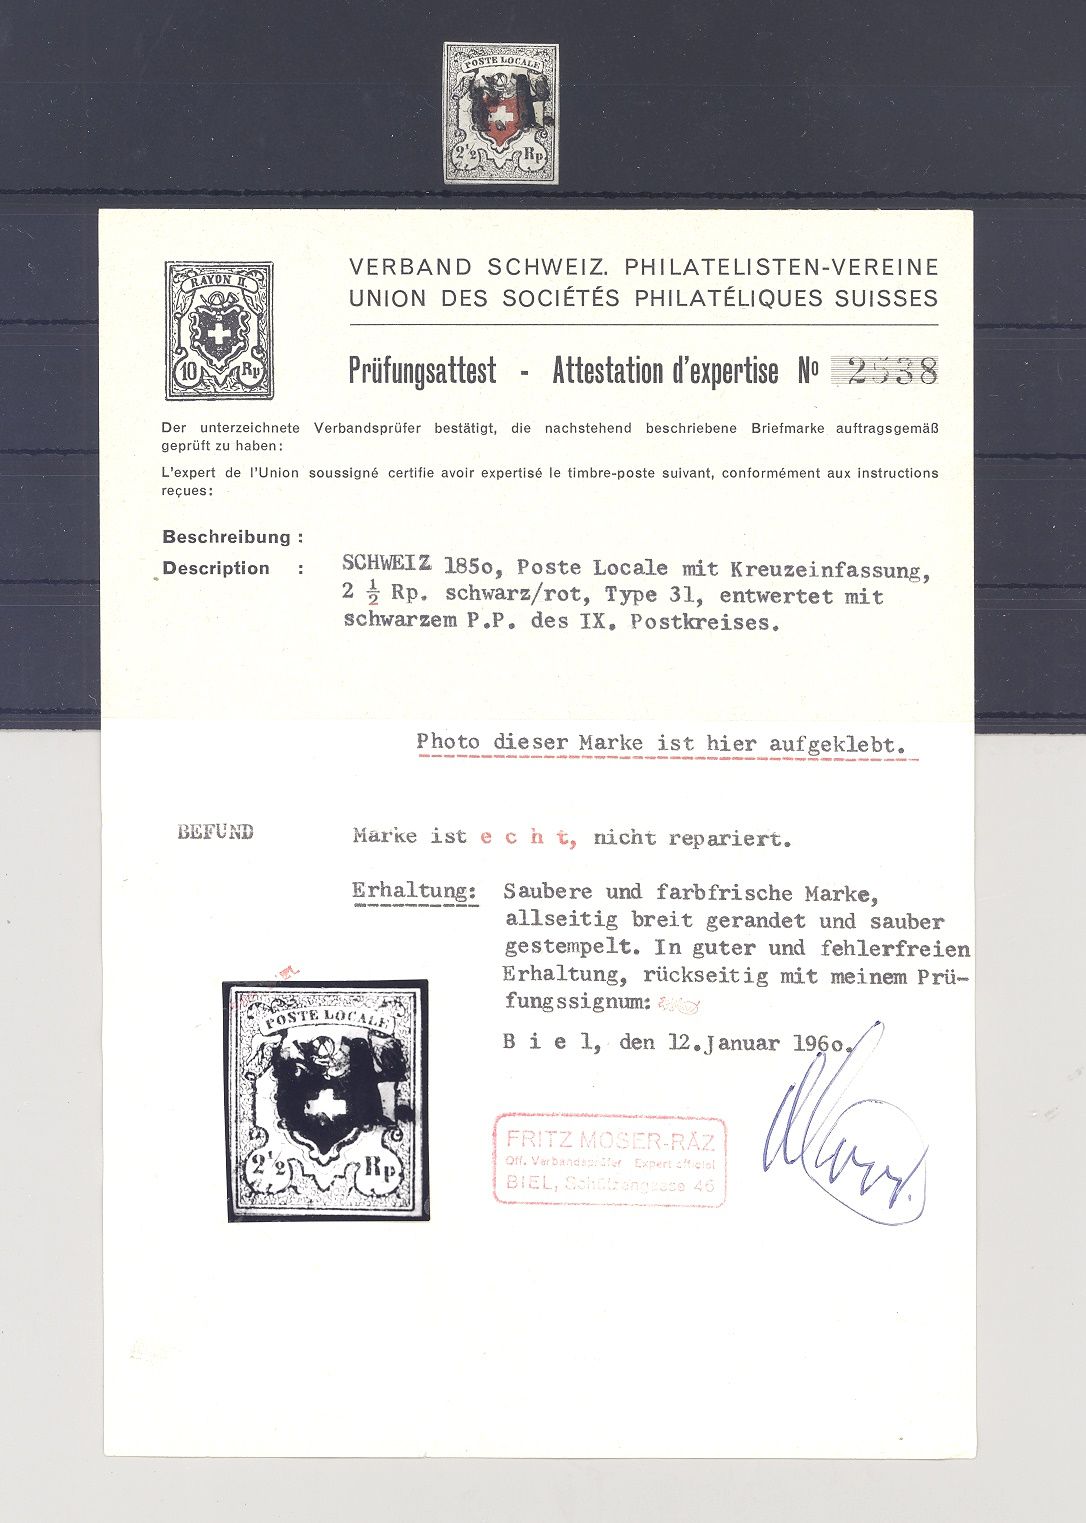 POSTE LOCALE
2½ Rp.
VERBAND SCHWEIZ. PHILATELISTEN-VEREINE
UNION DES SOCIÉTÉS PHILATÉLIQUES SUISSES
RAYON II.
10 Rp.
Prüfungsattest - Attestation d'expertise Nº 2538
Der unterzeichnete Verbandsprüfer bestätigt, die nachstehend beschriebene Briefmarke auftragsgemäß
geprüft zu haben:
L'expert de l'Union soussigné certifie avoir expertisé le timbre-poste suivant, conformément aux instructions
reçues:
Beschreibung :
Description :
SCHWEIZ 185o, Poste Locale mit Kreuzeinfassung,
2 ½ Rp. schwarz/rot, Type 31, entwertet mit
schwarzem P.P. des IX. Postkreises.
Photo dieser Marke ist hier aufgeklebt.
BEFUND
Marke ist e c h t, nicht repariert.
Erhaltung: Saubere und farbfrische Marke,
allseitig breit gerandet und sauber
gestempelt. In guter und fehlerfreien
Erhaltung, rückseitig mit meinem Prü-
fungssignum:
B i e l, den 12.Januar 196o.
POSTE LOCALE
2½ Rp.
FRITZ MOSER-RÄZ
Off. Verbandsprüfer Expert officiel
BIEL, Schützengasse 46